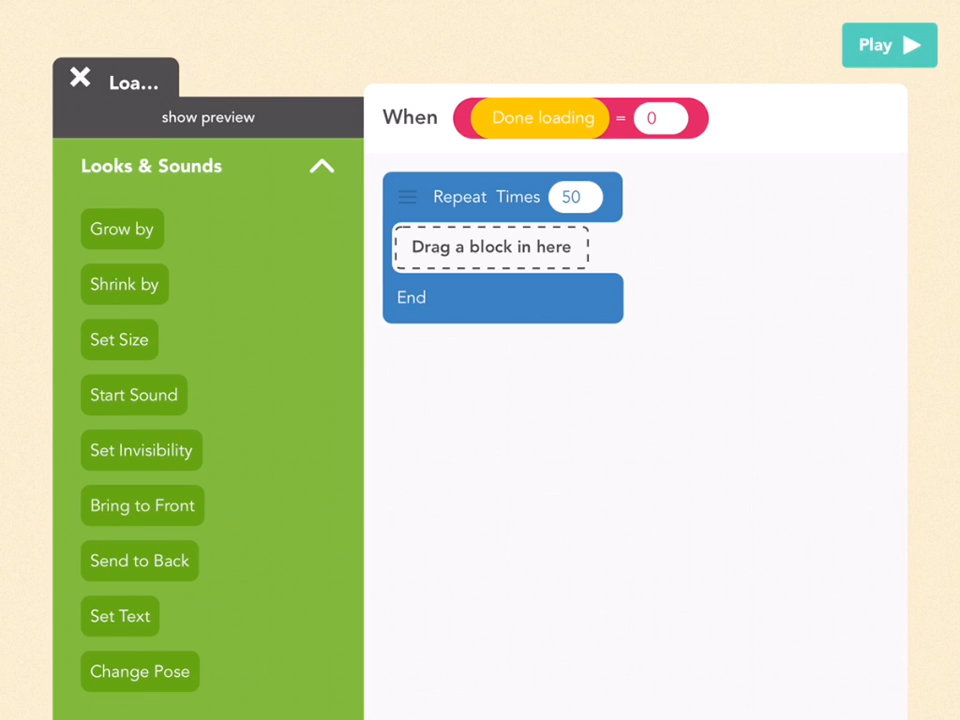 Play
Loa...
show preview
When Done loading = 0
Looks & Sounds
Grow by
Shrink by
Set Size
Start Sound
Set Invisibility
Bring to Front
Send to Back
Set Text
Change Pose
Repeat Times 50
Drag a block in here
End